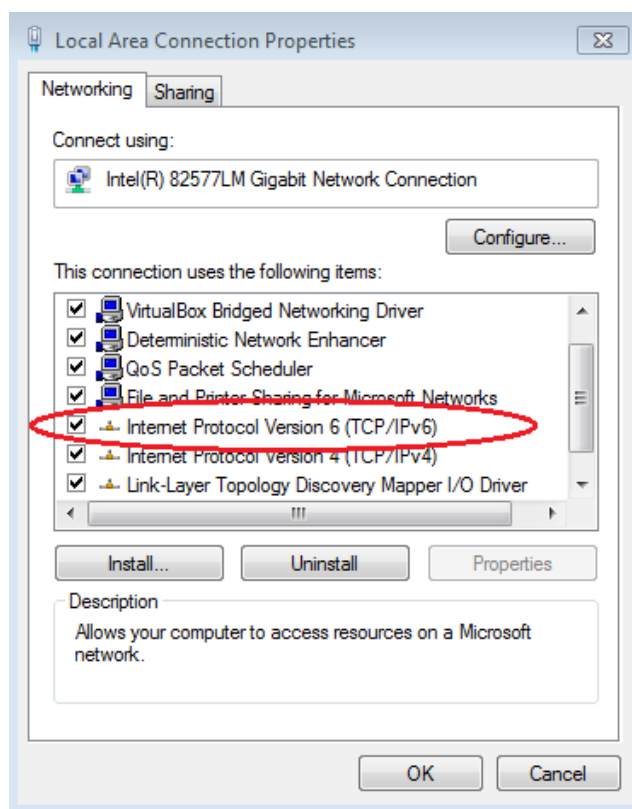 Local Area Connection Properties
Networking
Sharing
Connect using:
Intel(R) 82577LM Gigabit Network Connection
Configure...
This connection uses the following items:
VirtualBox Bridged Networking Driver
Deterministic Network Enhancer
QoS Packet Scheduler
File and Printer Sharing for Microsoft Networks
Internet Protocol Version 6 (TCP/IPv6)
Internet Protocol Version 4 (TCP/IPv4)
Link-Layer Topology Discovery Mapper I/O Driver
Install...
Uninstall
Properties
Description
Allows your computer to access resources on a Microsoft
network.
OK
Cancel